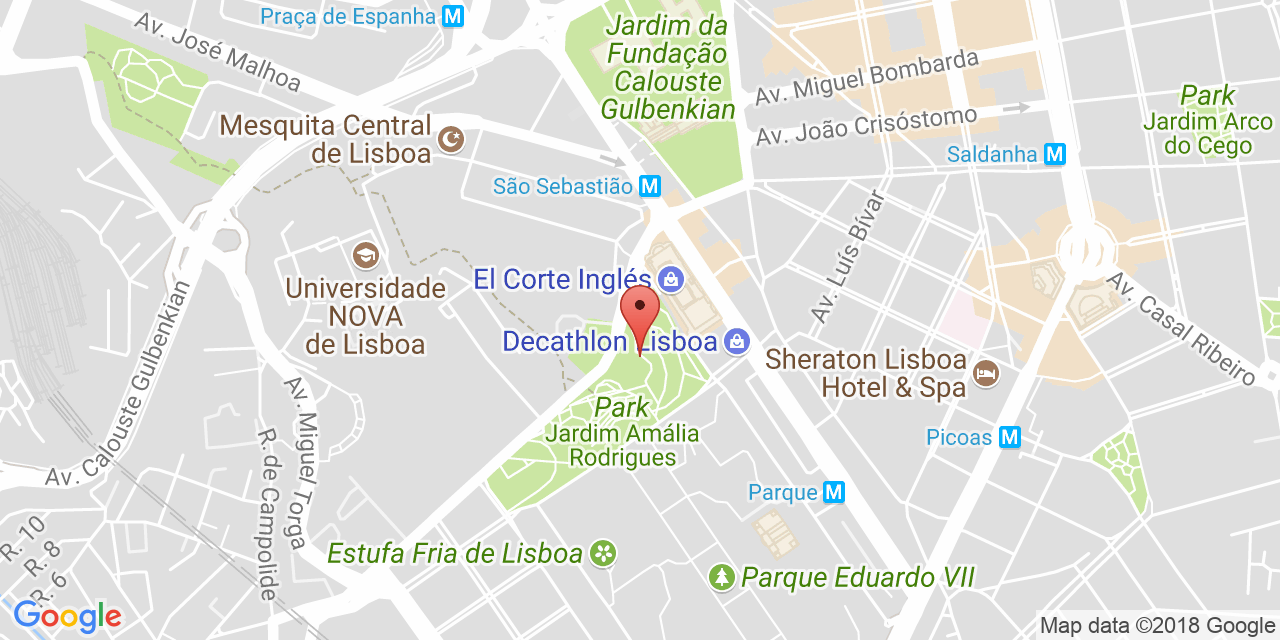 Praça de Espanha M
Av. José Malhoa
Jardim da
Fundação
Calouste
Gulbenkian
Av. Miguel Bombarda
Av. João Crisóstomo
Park
Jardim Arco
do Cego
Mesquita Central
de Lisboa
Saldanha M
São Sebastião M
Av. Luís Bívar
Universidade
NOVA
de Lisboa
El Corte Inglés
Av. Casal Ribeiro
Decathlon Lisboa
Sheraton Lisboa
Hotel & Spa
Av. Calouste Gulbenkian
Av. Miguel Torga
R. de Campolide
Park
Jardim Amália
Rodrigues
Picoas M
Parque M
R. 10
R. 8
R. 6
Estufa Fria de Lisboa
Parque Eduardo VII
Google
Map data ©2018 Google